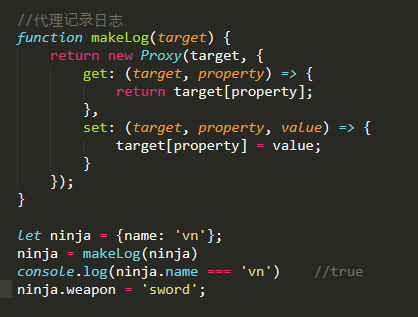 //代理记录日志
function makeLog(target) {
    return new Proxy(target, {
        get: (target, property) => {
            return target[property];
        },
        set: (target, property, value) => {
            target[property] = value;
        }
    });
}
let ninja = {name: 'vn'};
ninja = makeLog(ninja)
console.log(ninja.name === 'vn')    //true
ninja.weapon = 'sword';